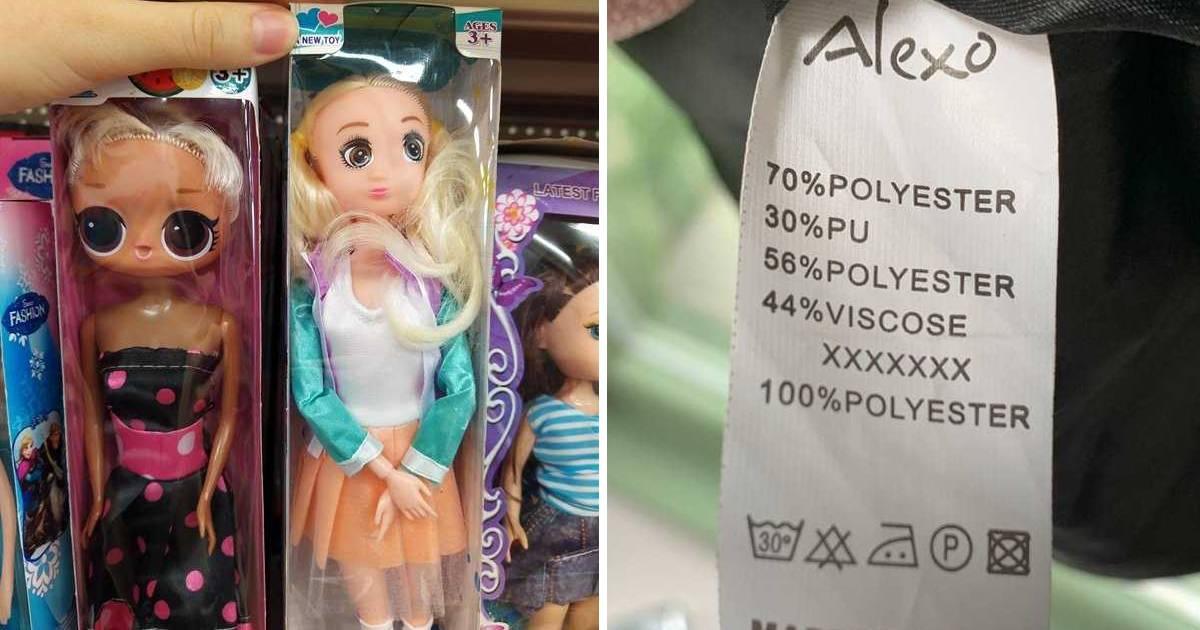 A NEW TOY
AGES
3+
3+
FASH
FASHION
LATEST F
Alexo
70%POLYESTER
30%PU
56%POLYESTER
44%VISCOSE
XXXXXXX
100%POLYESTER
30°
P